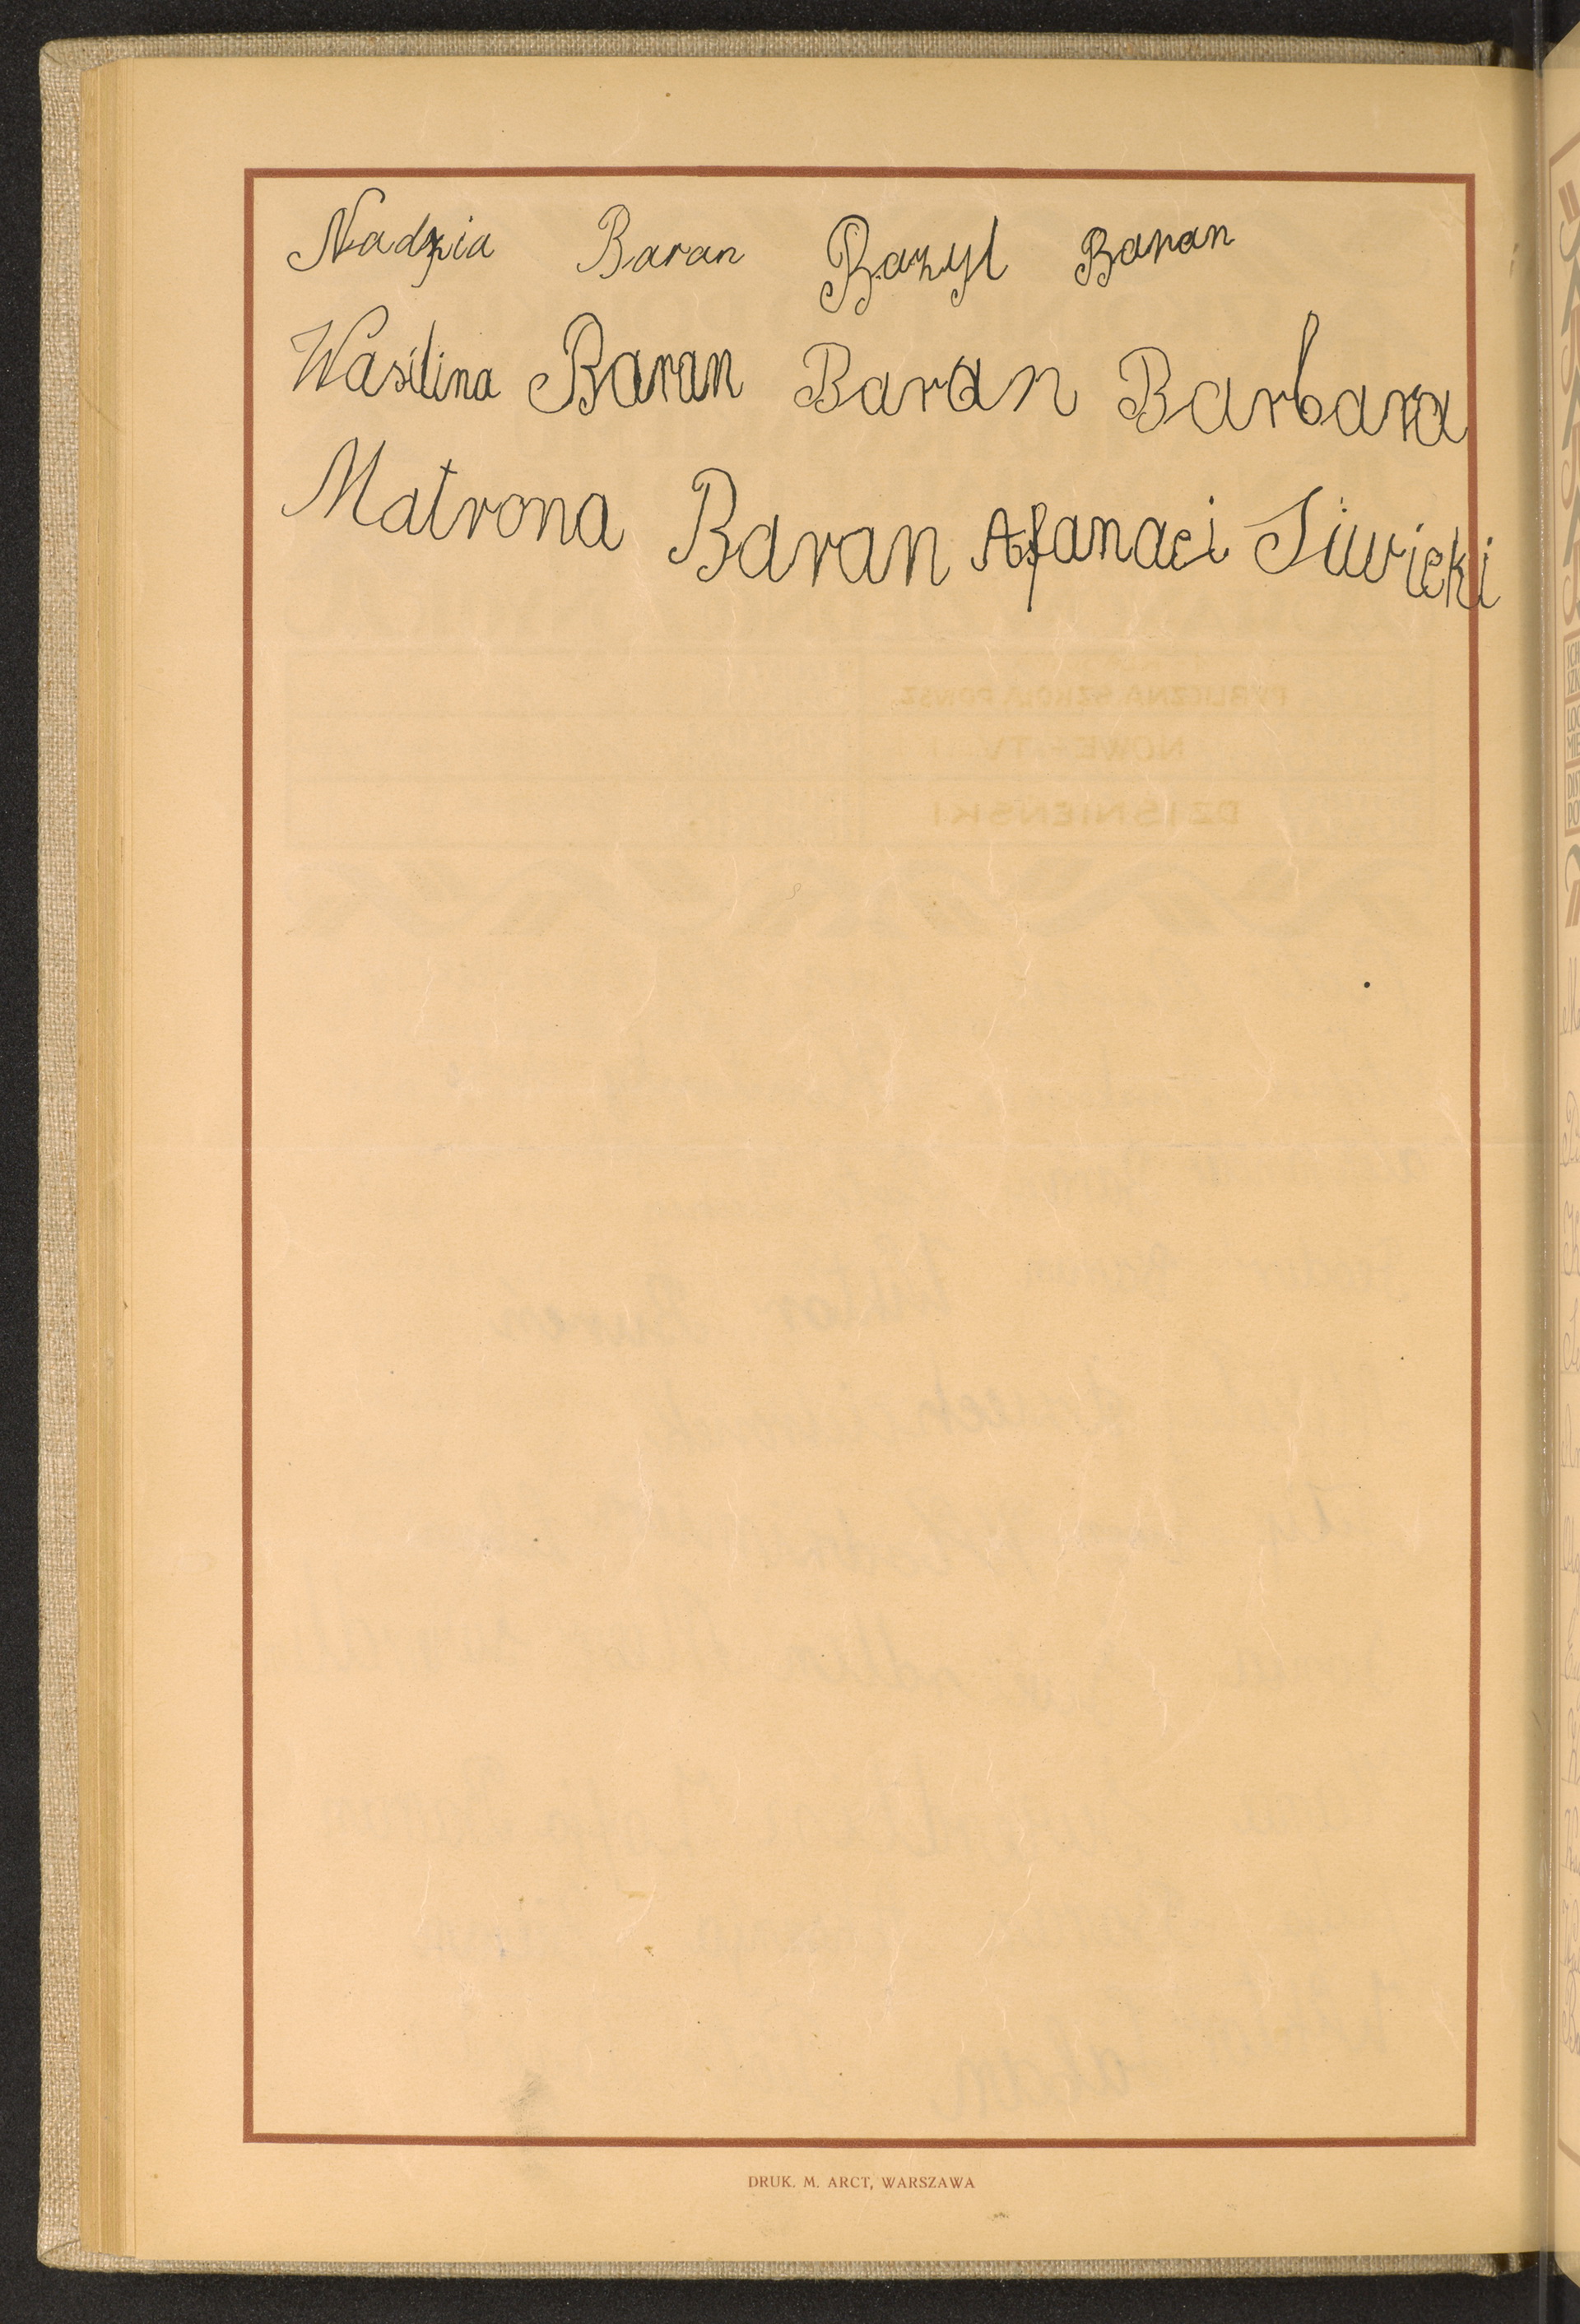 Nadzia Baran Bazyl Baran
Wasilina Baran Baran Barbara
Matrona Baran Afanaci Siwicki
DRUK. M. ARCT, WARSZAWA